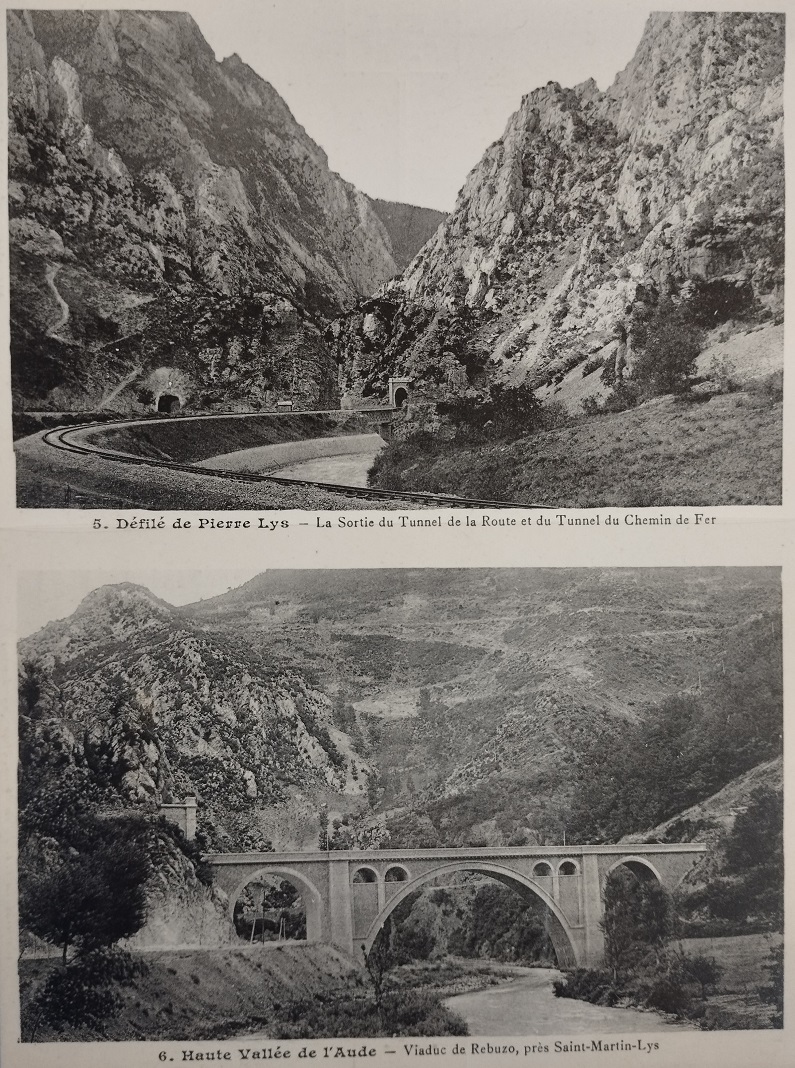 5. Défilé de Pierre Lys – La Sortie du Tunnel de la Route et du Tunnel du Chemin de Fer
6. Haute Vallée de l'Aude – Viaduc de Rebuzo, près Saint-Martin-Lys